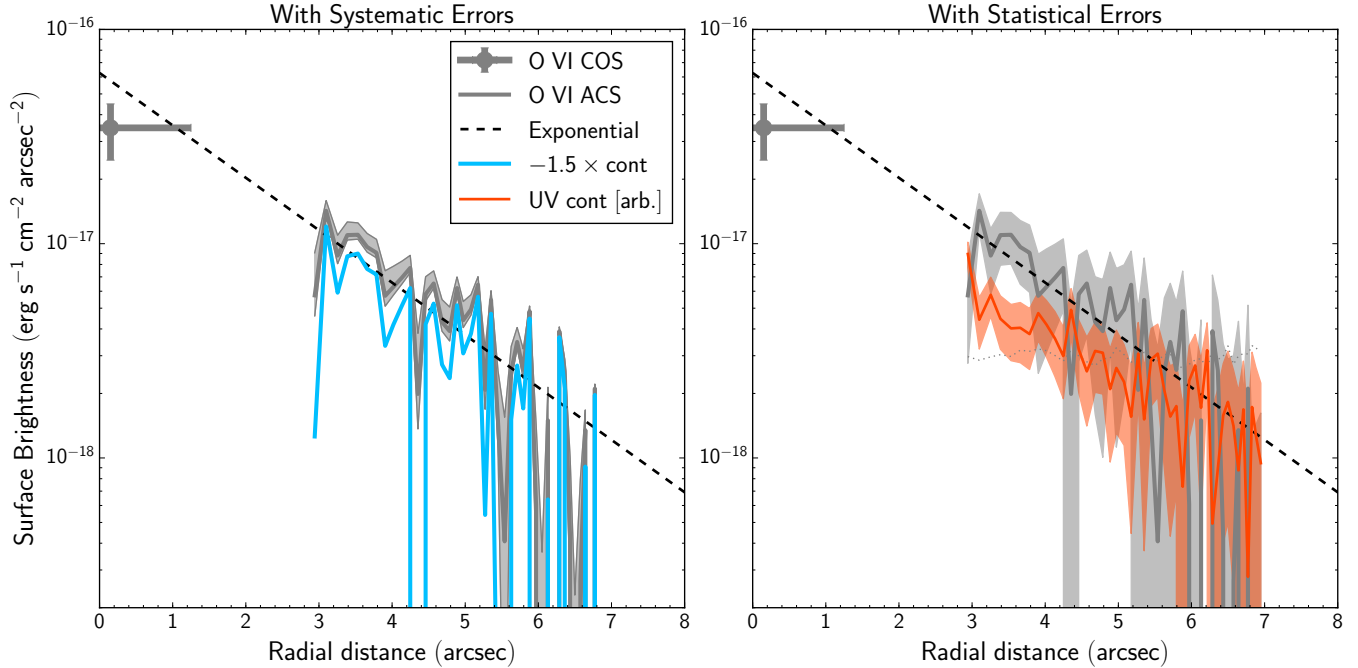 With Systematic Errors
With Statistical Errors
Surface Brightness (erg s⁻¹ cm⁻² arcsec⁻²)
10⁻¹⁶
10⁻¹⁷
10⁻¹⁸
O VI COS
O VI ACS
Exponential
−1.5 × cont
UV cont [arb.]
0 1 2 3 4 5 6 7 8
Radial distance (arcsec)
10⁻¹⁶
10⁻¹⁷
10⁻¹⁸
0 1 2 3 4 5 6 7 8
Radial distance (arcsec)